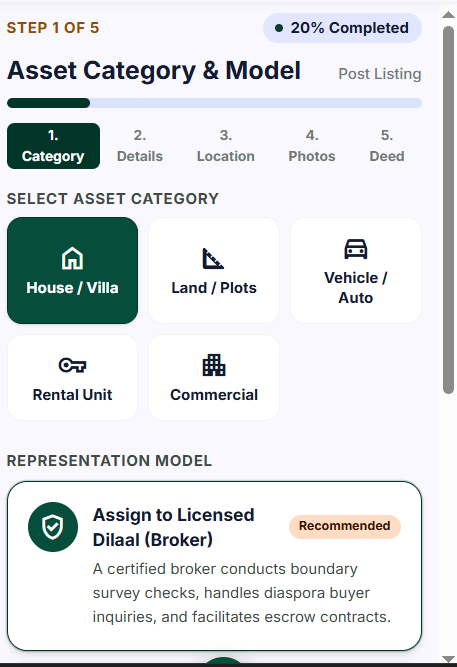 STEP 1 OF 5
20% Completed
Asset Category & Model
Post Listing
1.
Category
2.
Details
3.
Location
4.
Photos
5.
Deed
SELECT ASSET CATEGORY
House / Villa
Land / Plots
Vehicle /
Auto
Rental Unit
Commercial
REPRESENTATION MODEL
Assign to Licensed
Dilaal (Broker)
Recommended
A certified broker conducts boundary
survey checks, handles diaspora buyer
inquiries, and facilitates escrow contracts.